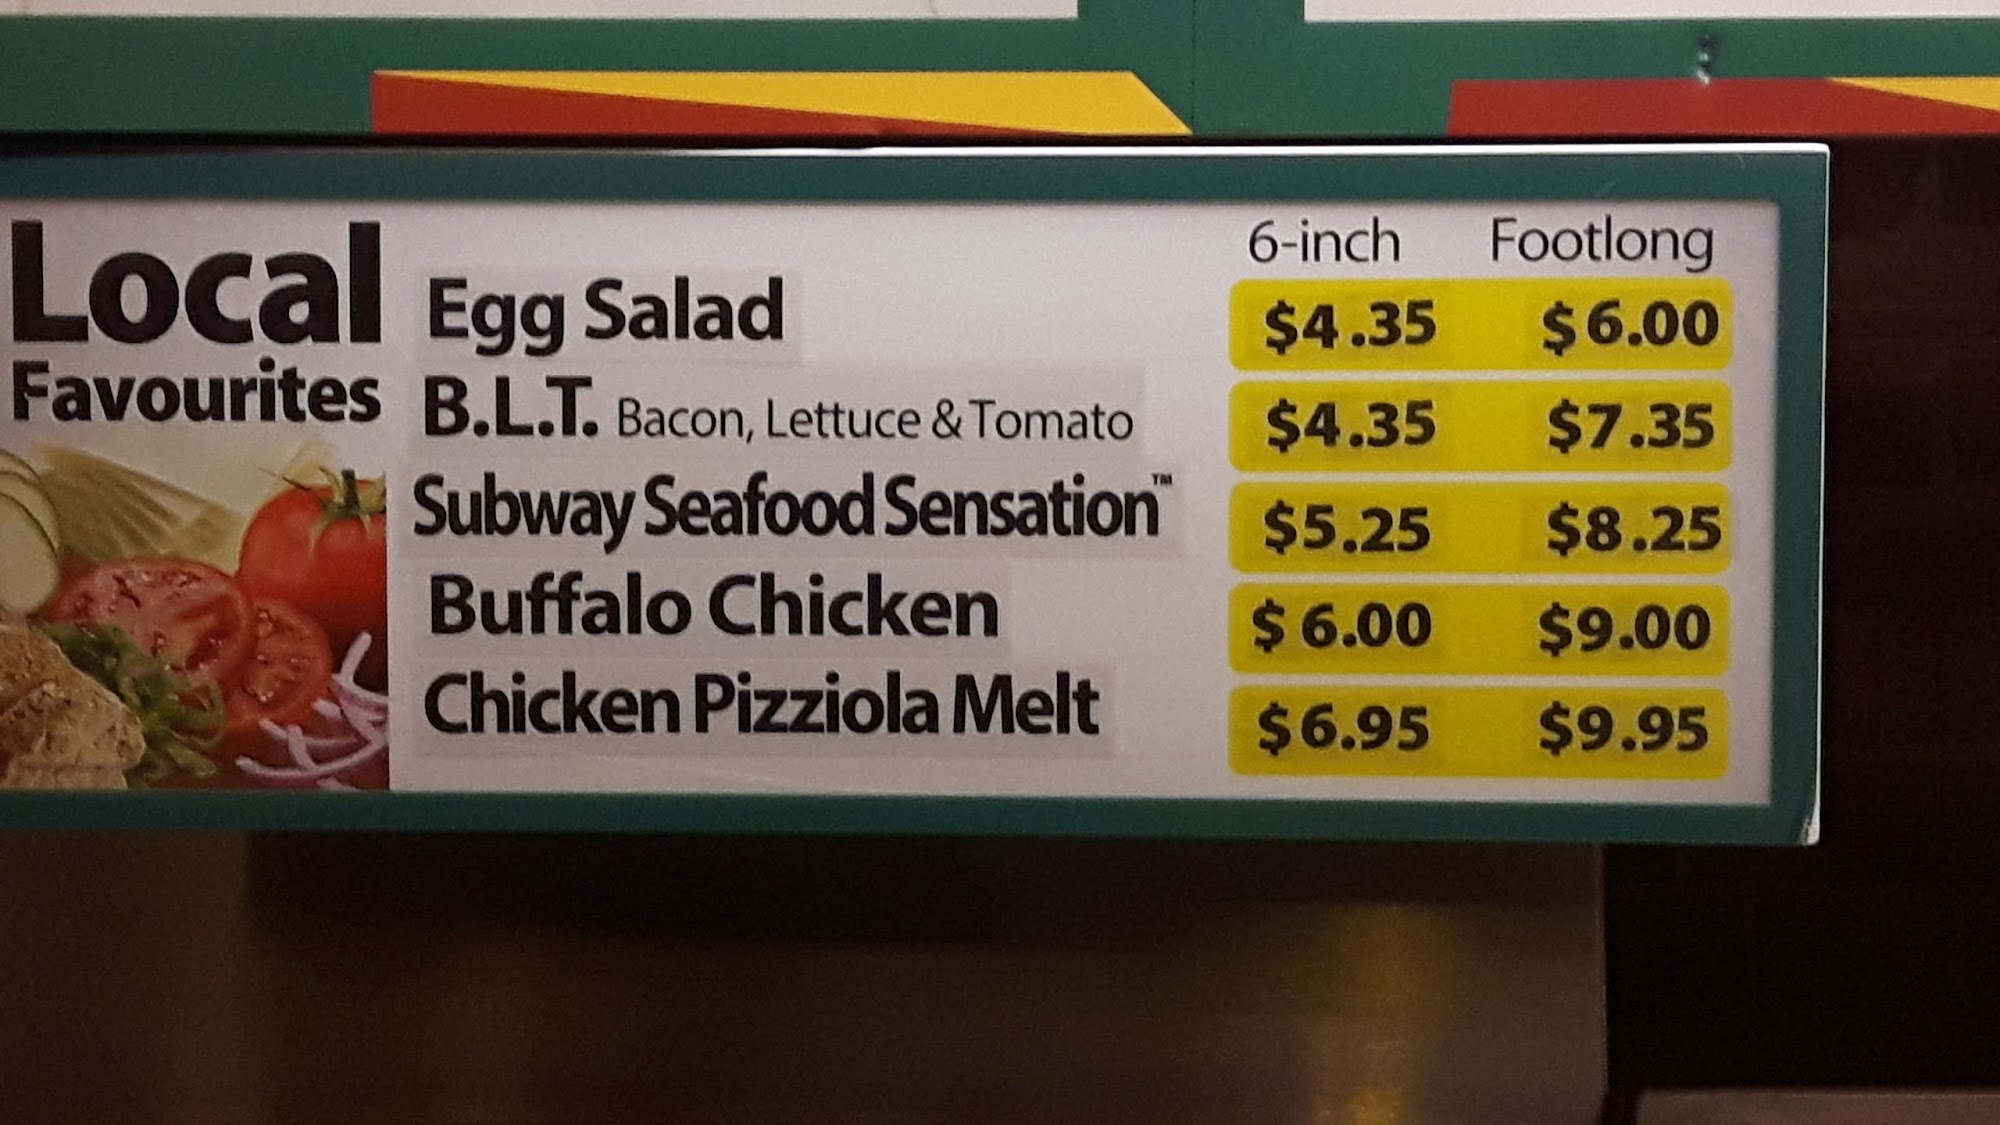 Local
Favourites
6-inch Footlong
Egg Salad $4.35 $6.00
B.L.T. Bacon, Lettuce & Tomato $4.35 $7.35
Subway Seafood Sensation™ $5.25 $8.25
Buffalo Chicken $6.00 $9.00
Chicken Pizziola Melt $6.95 $9.95